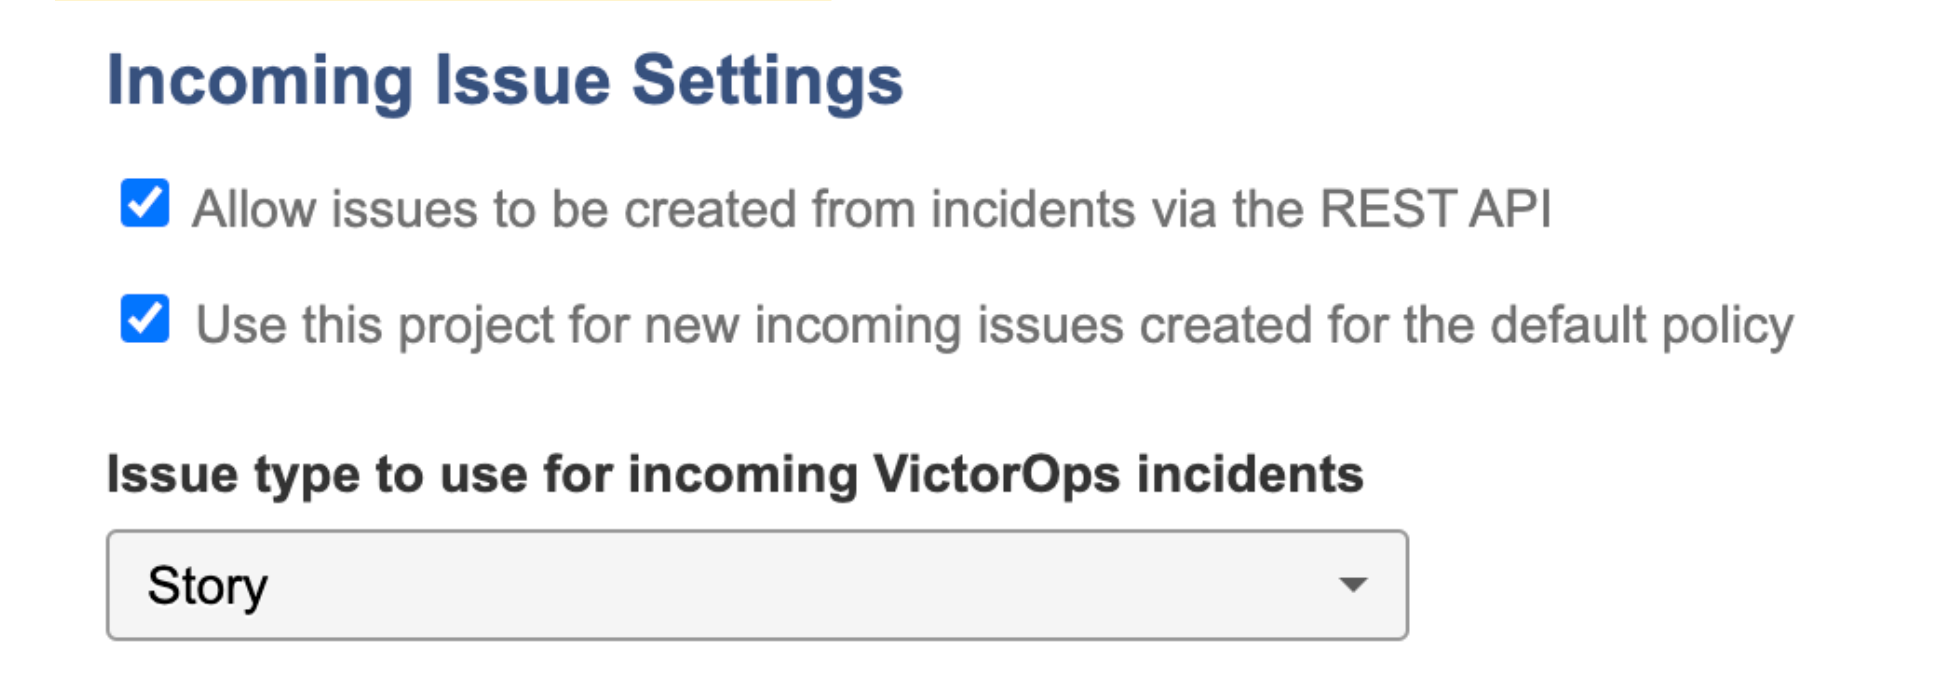 Incoming Issue Settings
Allow issues to be created from incidents via the REST API
Use this project for new incoming issues created for the default policy
Issue type to use for incoming VictorOps incidents
Story